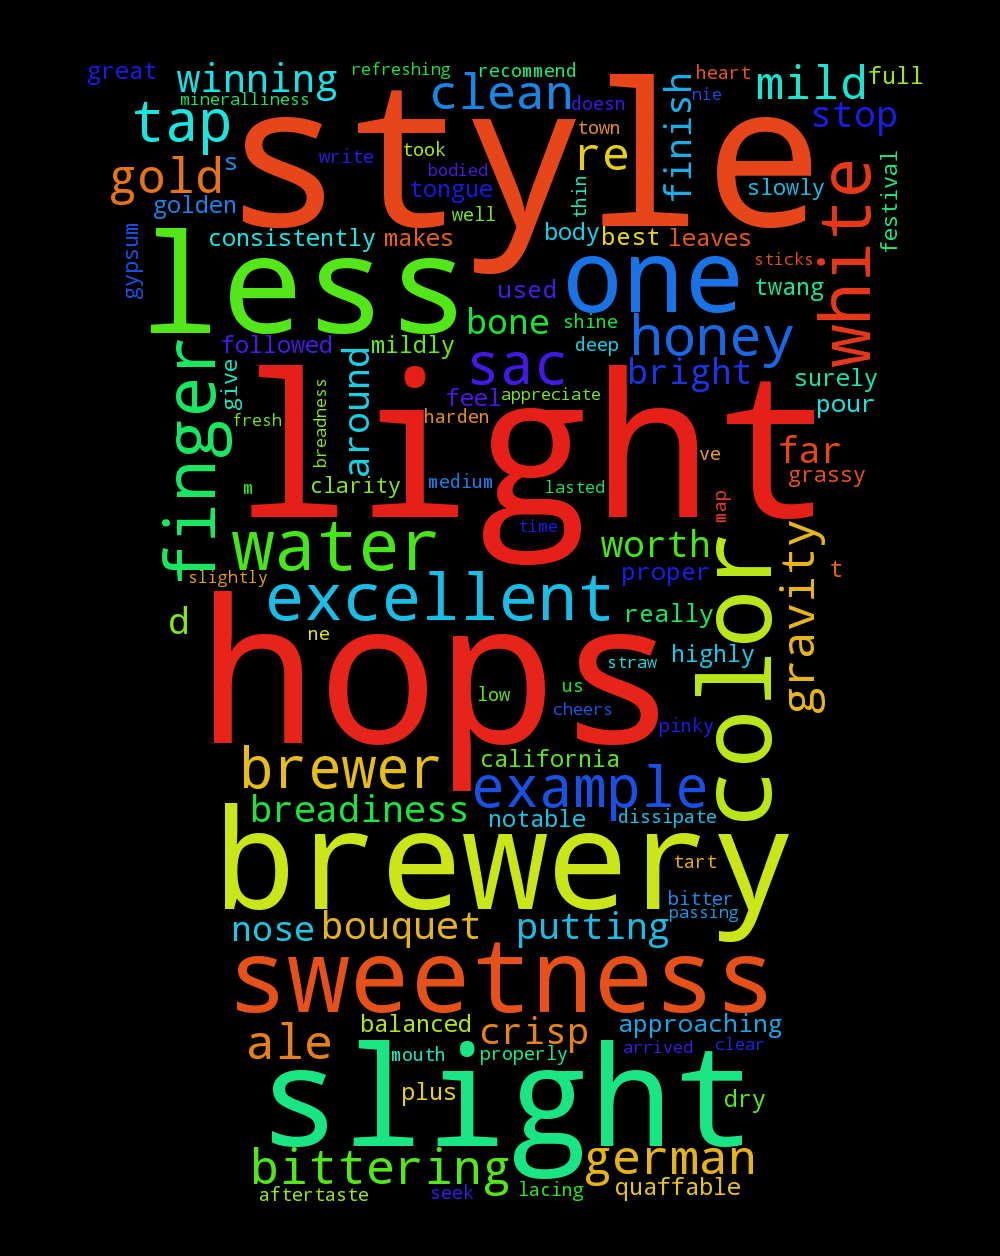 great winning refreshing recommend heart mild full
mineralliness clean doesn nie
tap style finish stop
town
write took re
gold s bodied thin slowly white festival
golden tongue well
gypsum consistently makes body best leaves
less one sticks
used twang
bone shine honey
followed mildly deep
finger give around sac bright surely
breadness feel appreciate pour
fresh harden
light ve far
m clarity medium lasted grassy
map
time
water worth gravity
slightly excellent proper t
d ne really color
hops straw highly
low us
cheers pinky
brewer california
example
breadiness notable dissipate
brewery tart
bitter
nose bouquet putting passing
sweetness
ale balanced crisp approaching
mouth properly arrived clear
slight
plus dry
bittering german
aftertaste seek lacing quaffable